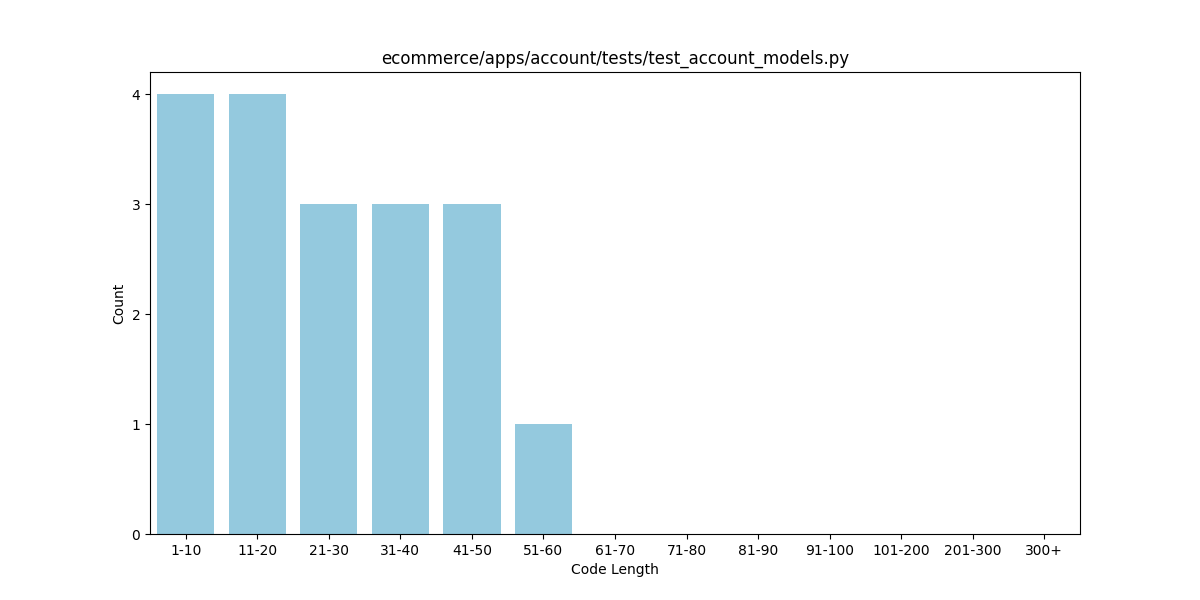 ecommerce/apps/account/tests/test_account_models.py
4
3
2
1
0
Count
1-10 11-20 21-30 31-40 41-50 51-60 61-70 71-80 81-90 91-100 101-200 201-300 300+
Code Length